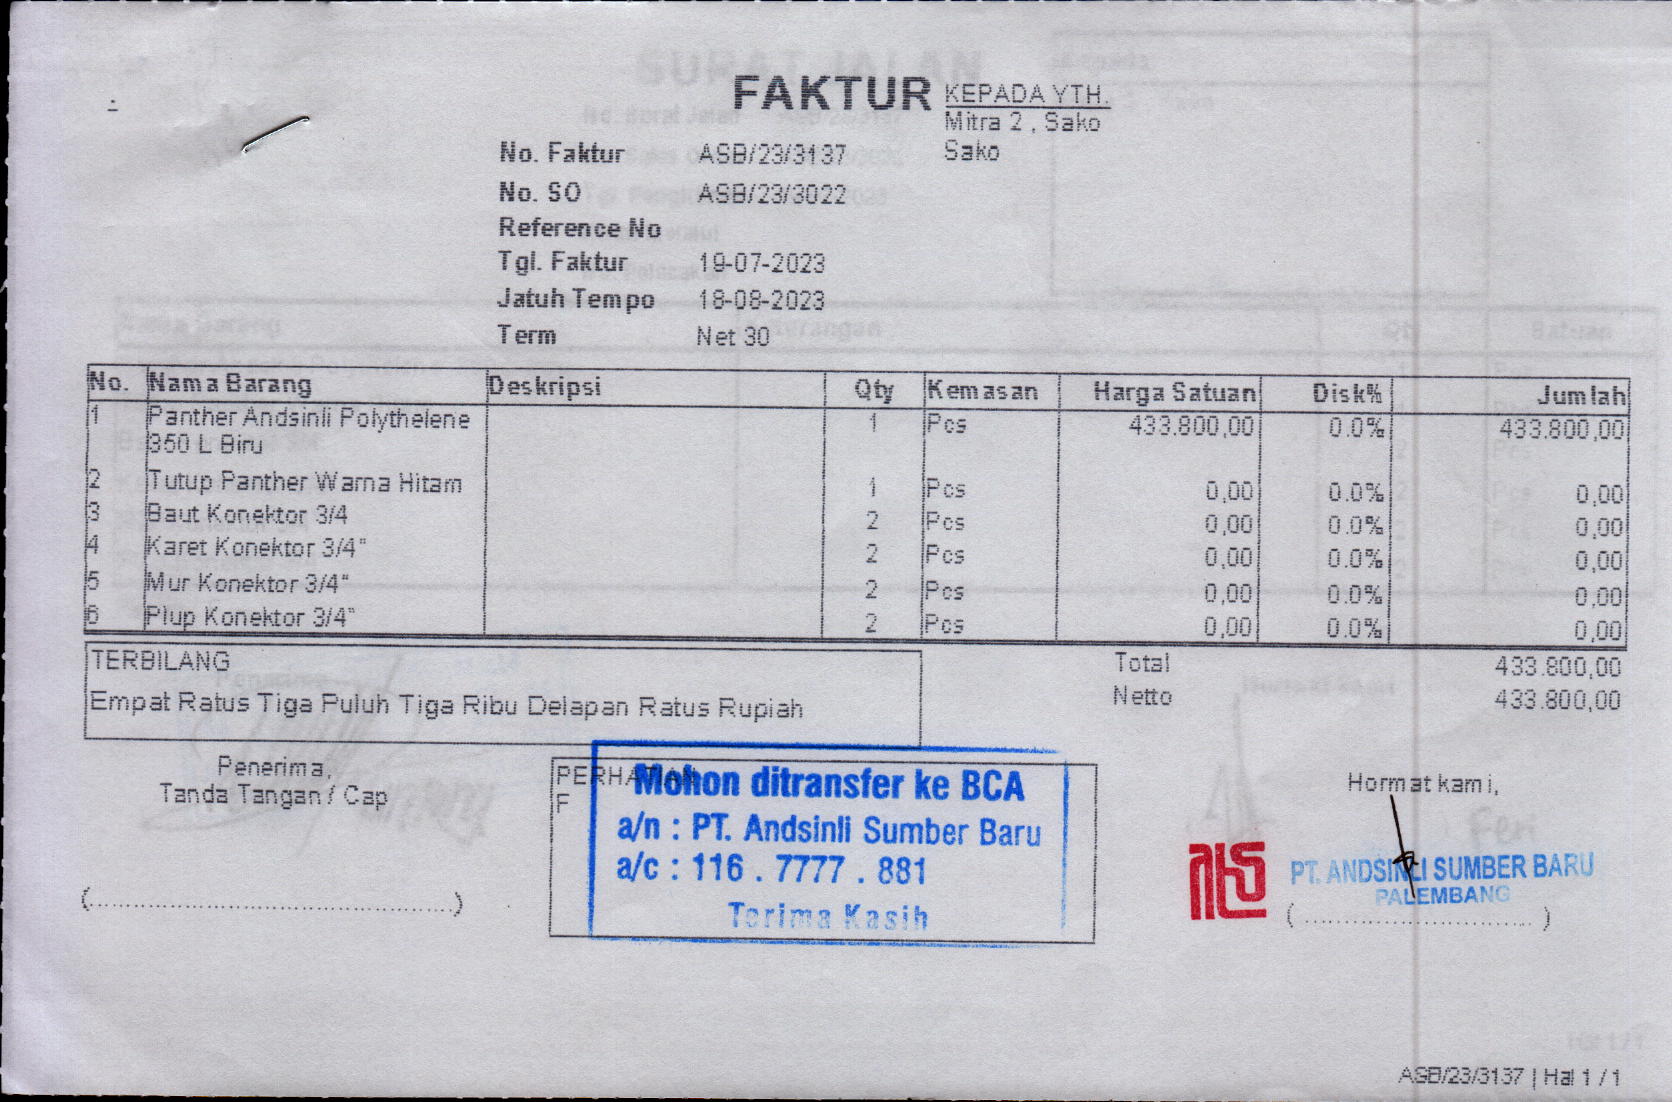 FAKTUR
KEPADA YTH.
Mitra 2 , Sako
Sako
No. Faktur ASB/23/3137
No. SO ASB/23/3022
Reference No
Tgl. Faktur 19-07-2023
Jatuh Tempo 18-08-2023
Term Net 30
No. Nama Barang Deskripsi Qty Kemasan Harga Satuan Disk% Jumlah
1 Panther Andsinli Polythelene 1 Pcs 433.800,00 0.0% 433.800,00
350 L Biru
2 Tutup Panther Warna Hitam 1 Pcs 0,00 0.0% 0,00
3 Baut Konektor 3/4 2 Pcs 0,00 0.0% 0,00
4 Karet Konektor 3/4" 2 Pcs 0,00 0.0% 0,00
5 Mur Konektor 3/4" 2 Pcs 0,00 0.0% 0,00
6 Plup Konektor 3/4" 2 Pcs 0,00 0.0% 0,00
TERBILANG
Empat Ratus Tiga Puluh Tiga Ribu Delapan Ratus Rupiah
Total 433.800,00
Netto 433.800,00
Penerima,
Tanda Tangan / Cap
(..........................................................)
PERHATIAN
F
Mohon ditransfer ke BCA
a/n : PT. Andsinli Sumber Baru
a/c : 116 . 7777 . 881
Terima Kasih
Hormat kami,
PT. ANDSINLI SUMBER BARU
PALEMBANG
( .................................... )
ASB/23/3137 | Hal 1 / 1